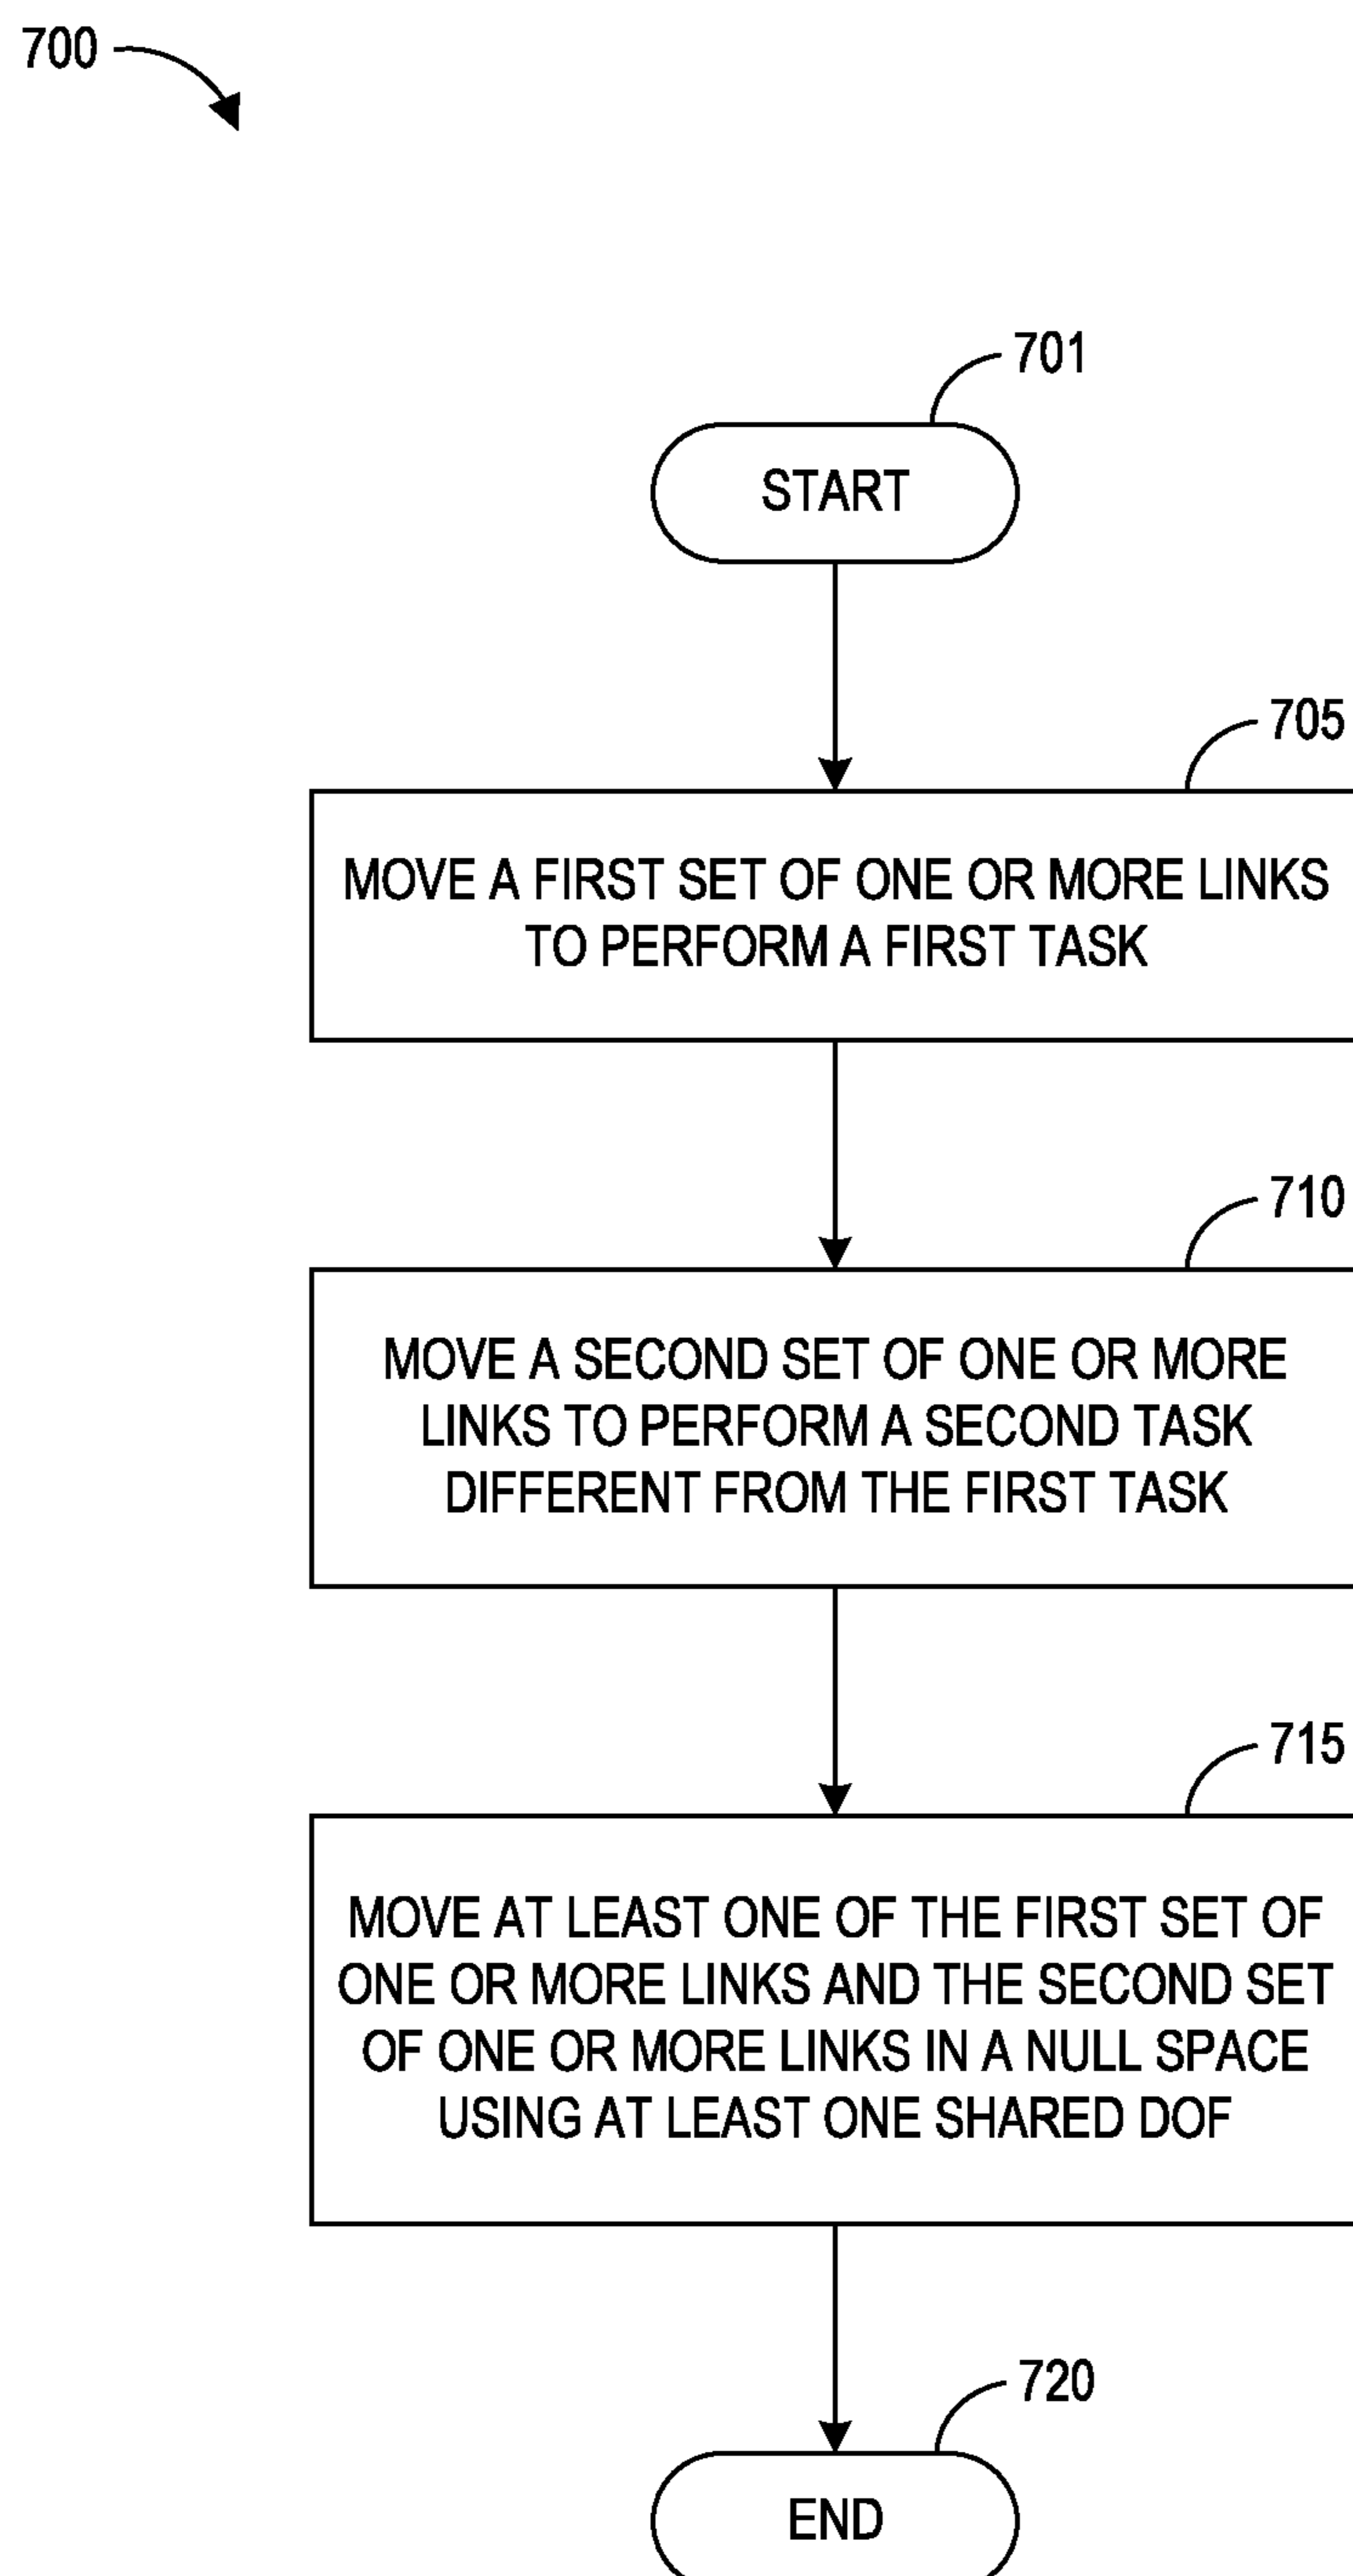 700
701
START
705
MOVE A FIRST SET OF ONE OR MORE LINKS
TO PERFORM A FIRST TASK
710
MOVE A SECOND SET OF ONE OR MORE
LINKS TO PERFORM A SECOND TASK
DIFFERENT FROM THE FIRST TASK
715
MOVE AT LEAST ONE OF THE FIRST SET OF
ONE OR MORE LINKS AND THE SECOND SET
OF ONE OR MORE LINKS IN A NULL SPACE
USING AT LEAST ONE SHARED DOF
720
END